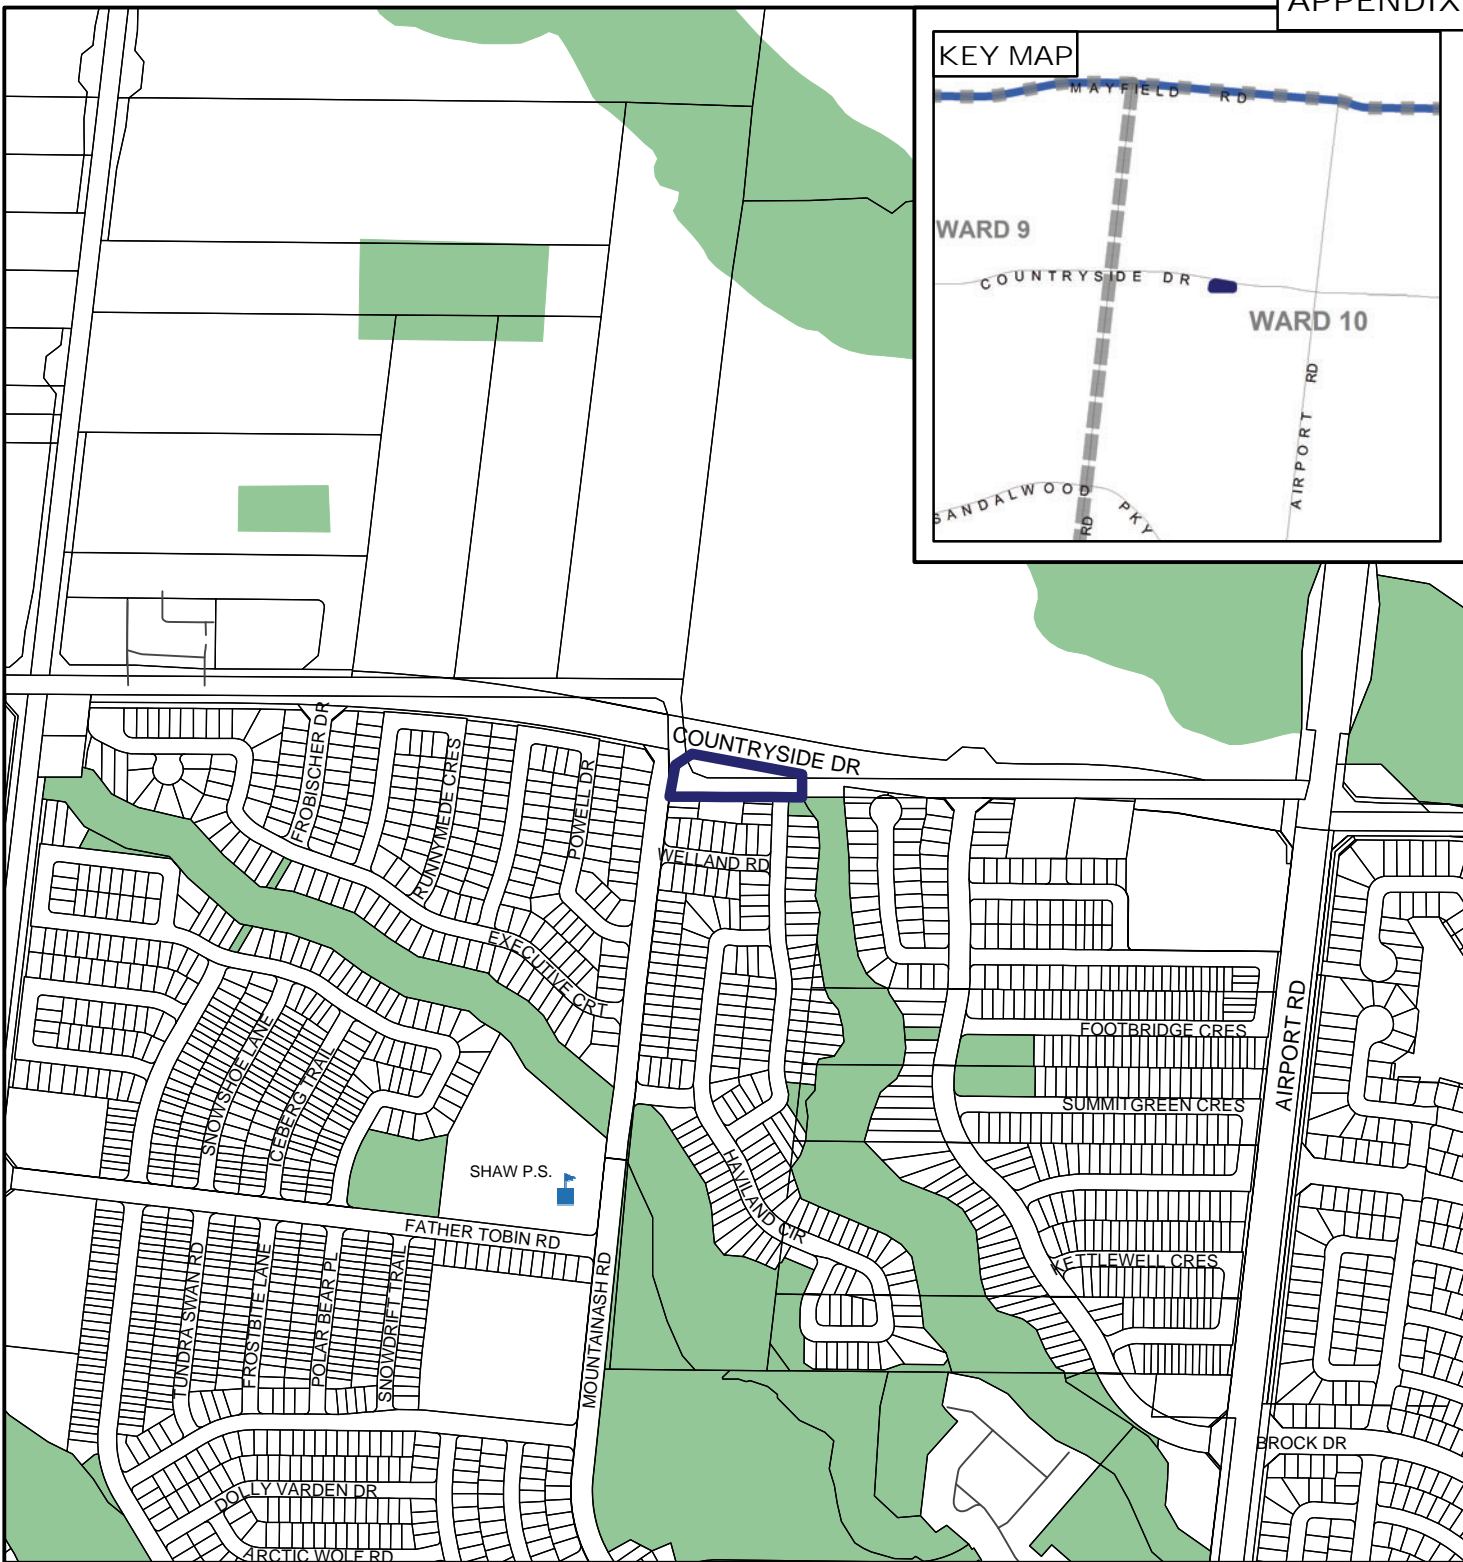 APPENDIX
KEY MAP
MAYFIELD RD
WARD 9
COUNTRYSIDE DR
WARD 10
AIRPORT RD
SANDALWOOD PKY
RD
COUNTRYSIDE DR
FROBISCHER DR
RUNNYMEDE CRES
POWELL DR
WELLAND RD
EXECUTIVE CRT
FOOTBRIDGE CRES
AIRPORT RD
SNOWSHOE LANE
ICEBERG TRAIL
SUMMITGREEN CRES
SHAW P.S.
HAVILAND CIR
FATHER TOBIN RD
TUNDRA SWAN RD
FROSTBITE LANE
POLAR BEAR PL
SNOWDRIFT TRAIL
MOUNTAINASH RD
KETTLEWELL CRES
BROCK DR
DOLLY VARDEN DR
ARCTIC WOLF RD